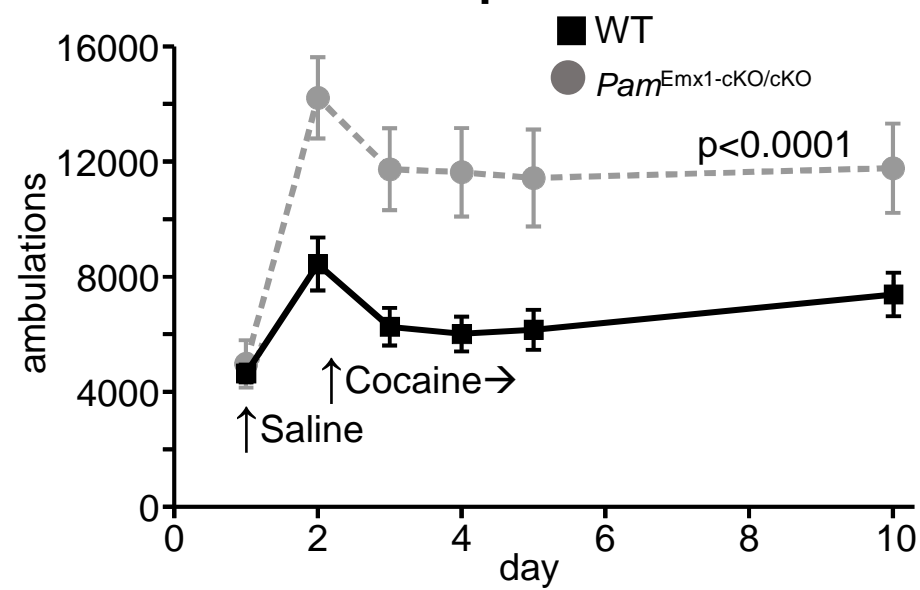 WT
Pam^Emx1-cKO/cKO
16000
12000
8000
4000
0
ambulations
p<0.0001
↑Cocaine→
↑Saline
0 2 4 6 8 10
day